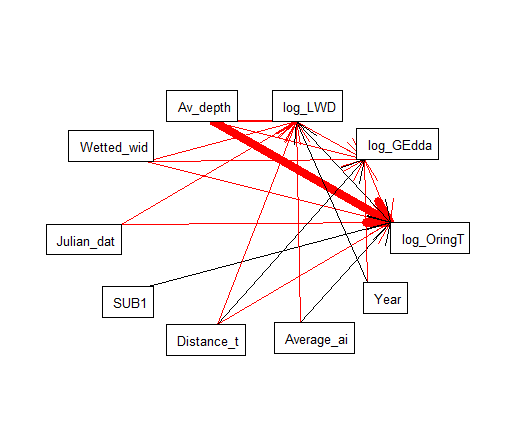 Av_depth
log_LWD
log_GEdda
Wetted_wid
log_OringT
Julian_dat
Year
SUB1
Distance_t
Average_ai